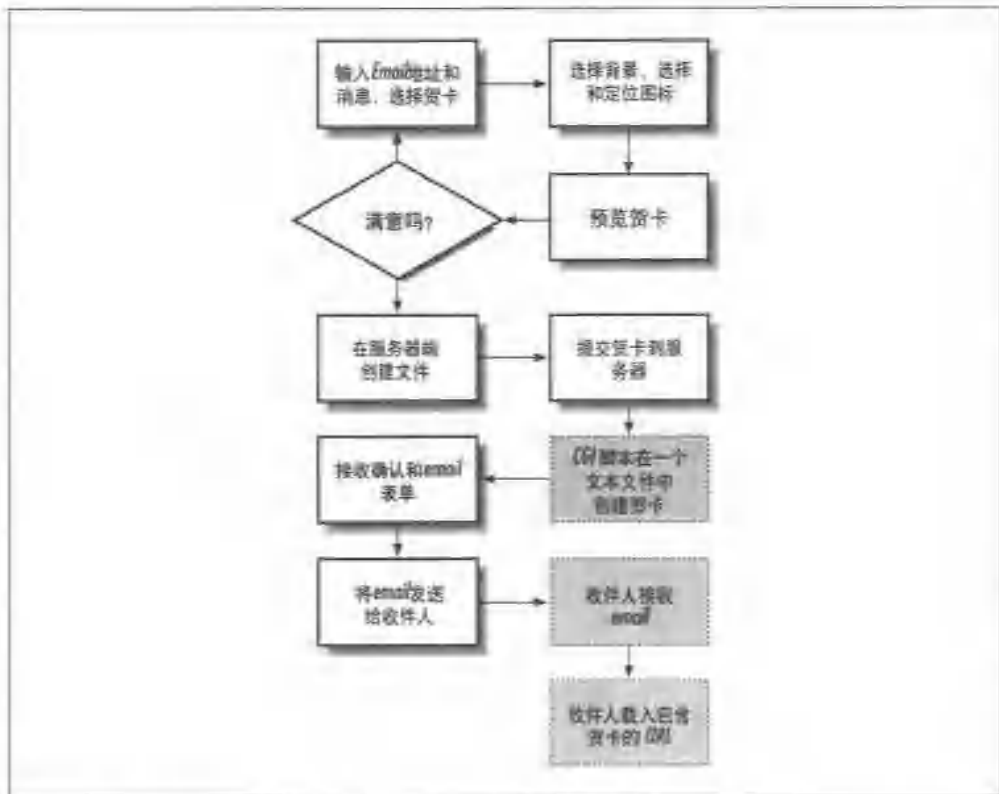 输入Email地址和
消息、选择贺卡
选择背景、选择
和定位图标
满意吗?
预览贺卡
在服务器端
创建文件
提交贺卡到服
务器
接收确认和email
表单
CGI脚本在一个
文本文件中
创建贺卡
将email发送
给收件人
收件人接收
email
收件人载入包含
贺卡的URL